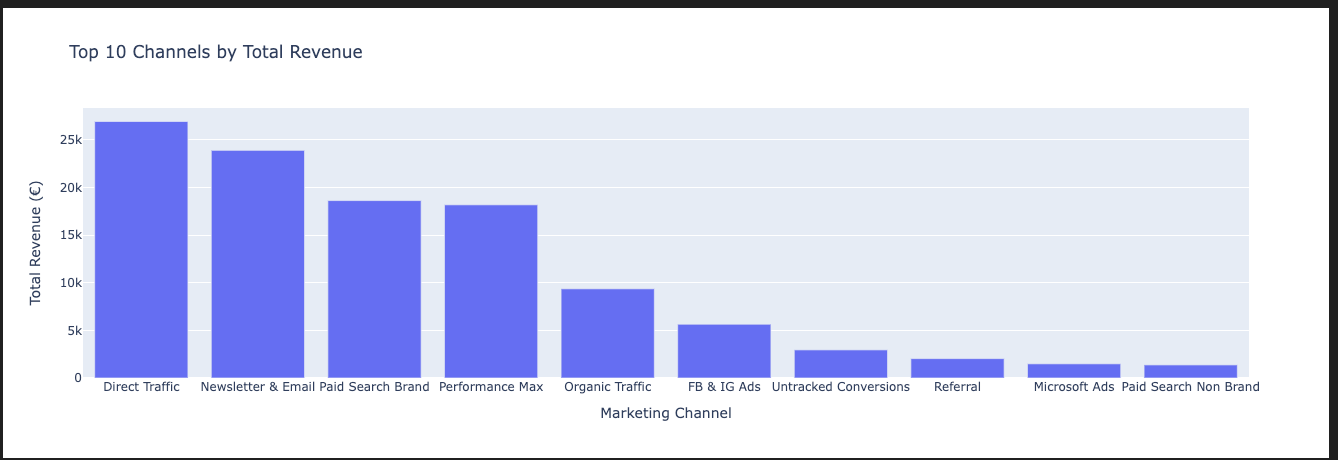 Top 10 Channels by Total Revenue
Total Revenue (€)
25k
20k
15k
10k
5k
0
Direct Traffic Newsletter & Email Paid Search Brand Performance Max Organic Traffic FB & IG Ads Untracked Conversions Referral Microsoft Ads Paid Search Non Brand
Marketing Channel